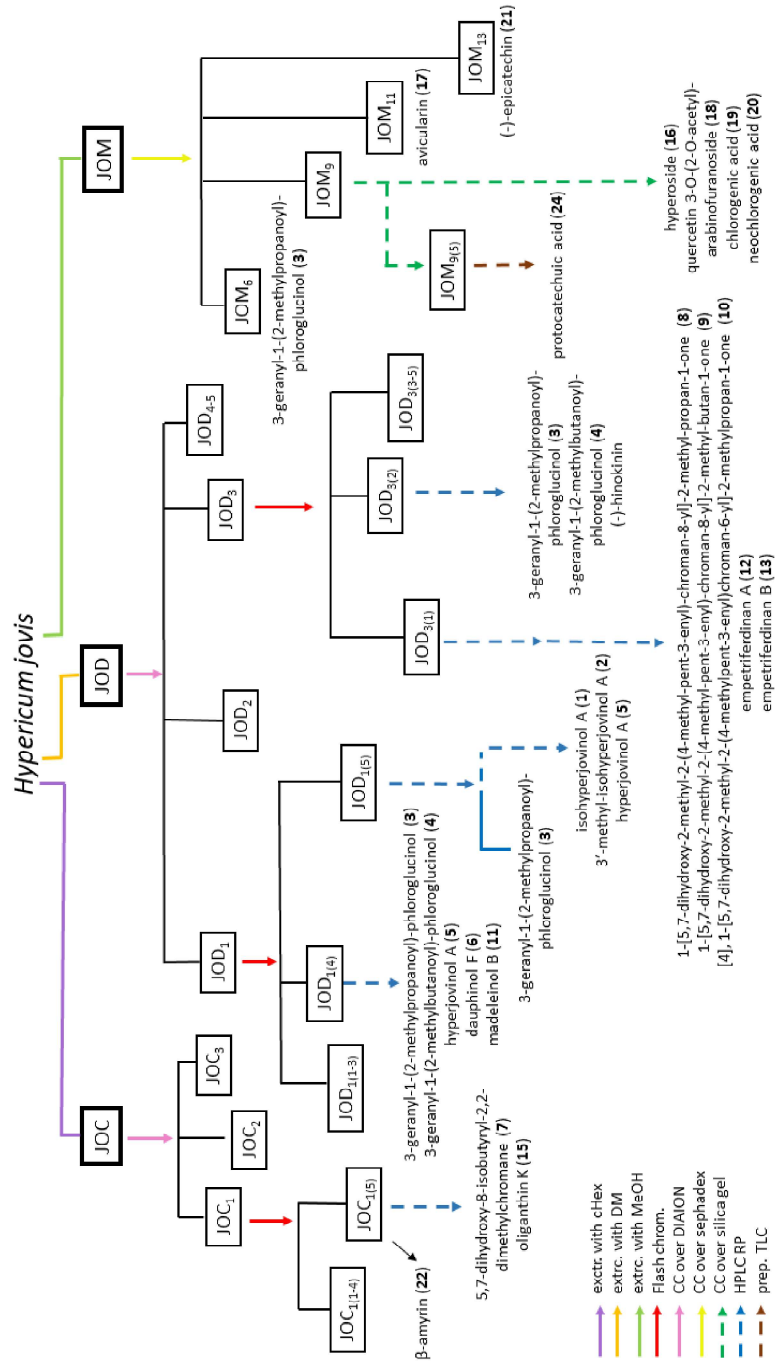 Hypericum jovis
JOC
JOD
JOM
JOC1
JOC2
JOC3
JOC1(1-4)
JOC1(5)
β-amyrin (22)
5,7-dihydroxy-8-isobutyryl-2,2-
dimethylchromane (7)
oliganthin K (15)
JOD1
JOD2
JOD3
JOD4-5
JOD1(1-3)
JOD1(4)
JOD1(5)
3-geranyl-1-(2-methylpropanoyl)-phloroglucinol (3)
3-geranyl-1-(2-methylbutanoyl)-phloroglucinol (4)
hyperjovinol A (5)
dauphinol F (6)
madeleinol B (11)
3-geranyl-1-(2-methylpropanoyl)-
phlcroglucinol (3)
isohyperjovinol A (1)
3′-methyl-isohyperjovinol A (2)
hyperjovinol A (5)
JOD3(1)
JOD3(2)
JOD3(3-5)
3-geranyl-1-(2-methylpropanoyl)-
phloroglucinol (3)
3-geranyl-1-(2-methylbutanoyl)-
phloroglucinol (4)
(-)-hinokinin
1-[5,7-dihydroxy-2-methyl-2-(4-methyl-pent-3-enyl)-chroman-8-yl]-2-methyl-propan-1-one (8)
1-[5,7-dihydroxy-2-methyl-2-(4-methyl-pent-3-enyl)-chroman-8-yl]-2-methyl-butan-1-one (9)
[4], 1-[5,7-dihydroxy-2-methyl-2-(4-methylpent-3-enyl)chroman-6-yl]-2-methylpropan-1-one (10)
empetriferdinan A (12)
empetriferdinan B (13)
JOM6
JOM9
JOM11
JOM13
3-geranyl-1-(2-methylpropanoyl)-
phloroglucinol (3)
avicularin (17)
(-)-epicatechin (21)
JOM9(5)
protocatechuic acid (24)
hyperoside (16)
quercetin 3-O-(2-O-acetyl)-
arabinofuranoside (18)
chlorogenic acid (19)
neochlorogenic acid (20)
exctr. with cHex
extrc. with DM
extrc. with MeOH
Flash chrom.
CC over DIAION
CC over sephadex
CC over silica gel
HPLC RP
prep. TLC